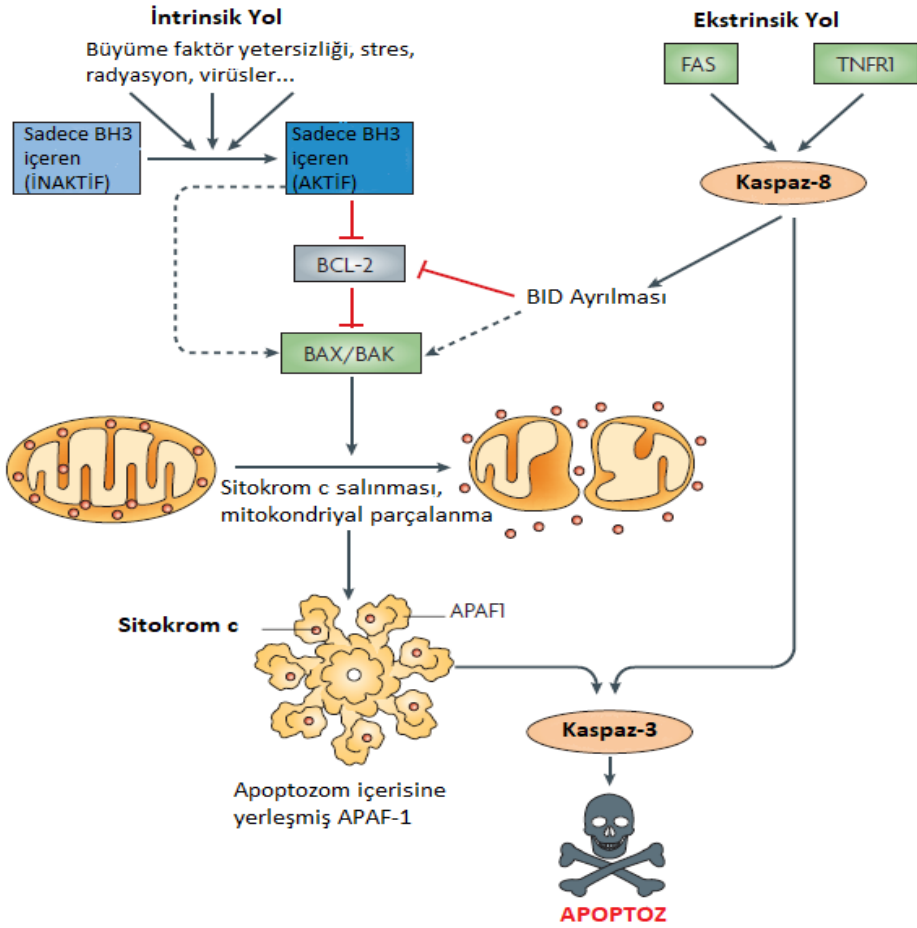 İntrinsik Yol
Büyüme faktör yetersizliği, stres,
radyasyon, virüsler...
Ekstrinsik Yol
FAS
TNFR1
Sadece BH3
içeren
(İNAKTİF)
Sadece BH3
içeren
(AKTİF)
Kaspaz-8
BCL-2
BID Ayrılması
BAX/BAK
Sitokrom c salınması,
mitokondriyal parçalanma
Sitokrom c
APAF1
Kaspaz-3
Apoptozom içerisine
yerleşmiş APAF-1
APOPTOZ